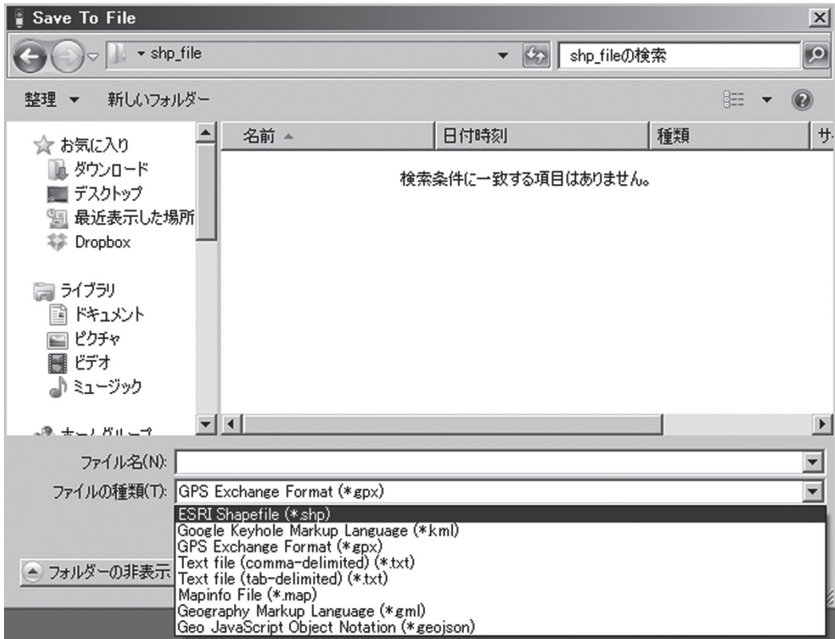 Save To File
shp_file
shp_fileの検索
整理
新しいフォルダー
お気に入り
ダウンロード
デスクトップ
最近表示した場所
Dropbox
ライブラリ
ドキュメント
ピクチャ
ビデオ
ミュージック
ホームグループ
名前
日付時刻
種類
サ
検索条件に一致する項目はありません。
ファイル名(N):
ファイルの種類(T):
GPS Exchange Format (*gpx)
ESRI Shapefile (*.shp)
Google Keyhole Markup Language (*kml)
GPS Exchange Format (*gpx)
Text file (comma-delimited) (*.txt)
Text file (tab-delimited) (*.txt)
Mapinfo File (*.map)
Geography Markup Language (*gml)
Geo JavaScript Object Notation (*geojson)
フォルダーの非表示